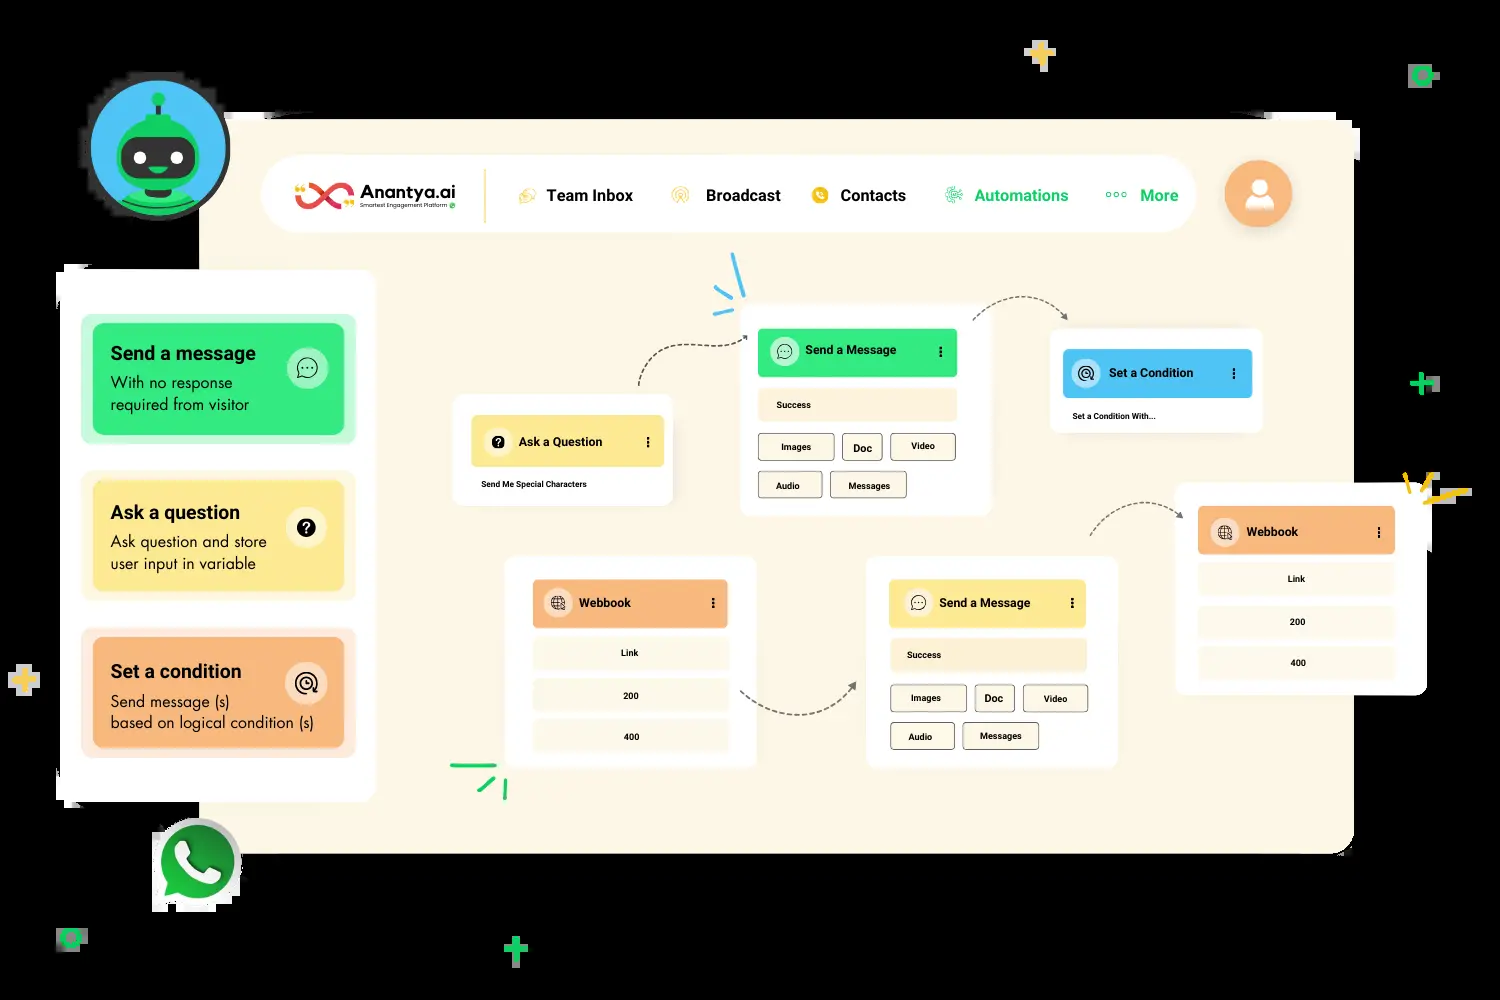 Anantya.ai
Smartest Engagement Platform
Team Inbox
Broadcast
Contacts
Automations
More
Send a message
With no response
required from visitor
Ask a question
Ask question and store
user input in variable
Set a condition
Send message (s)
based on logical condition (s)
Ask a Question
Send Me Special Characters
Send a Message
Success
Images Doc Video
Audio Messages
Set a Condition
Set a Condition With...
Webbook
Link
200
400
Send a Message
Success
Images Doc Video
Audio Messages
Webbook
Link
200
400